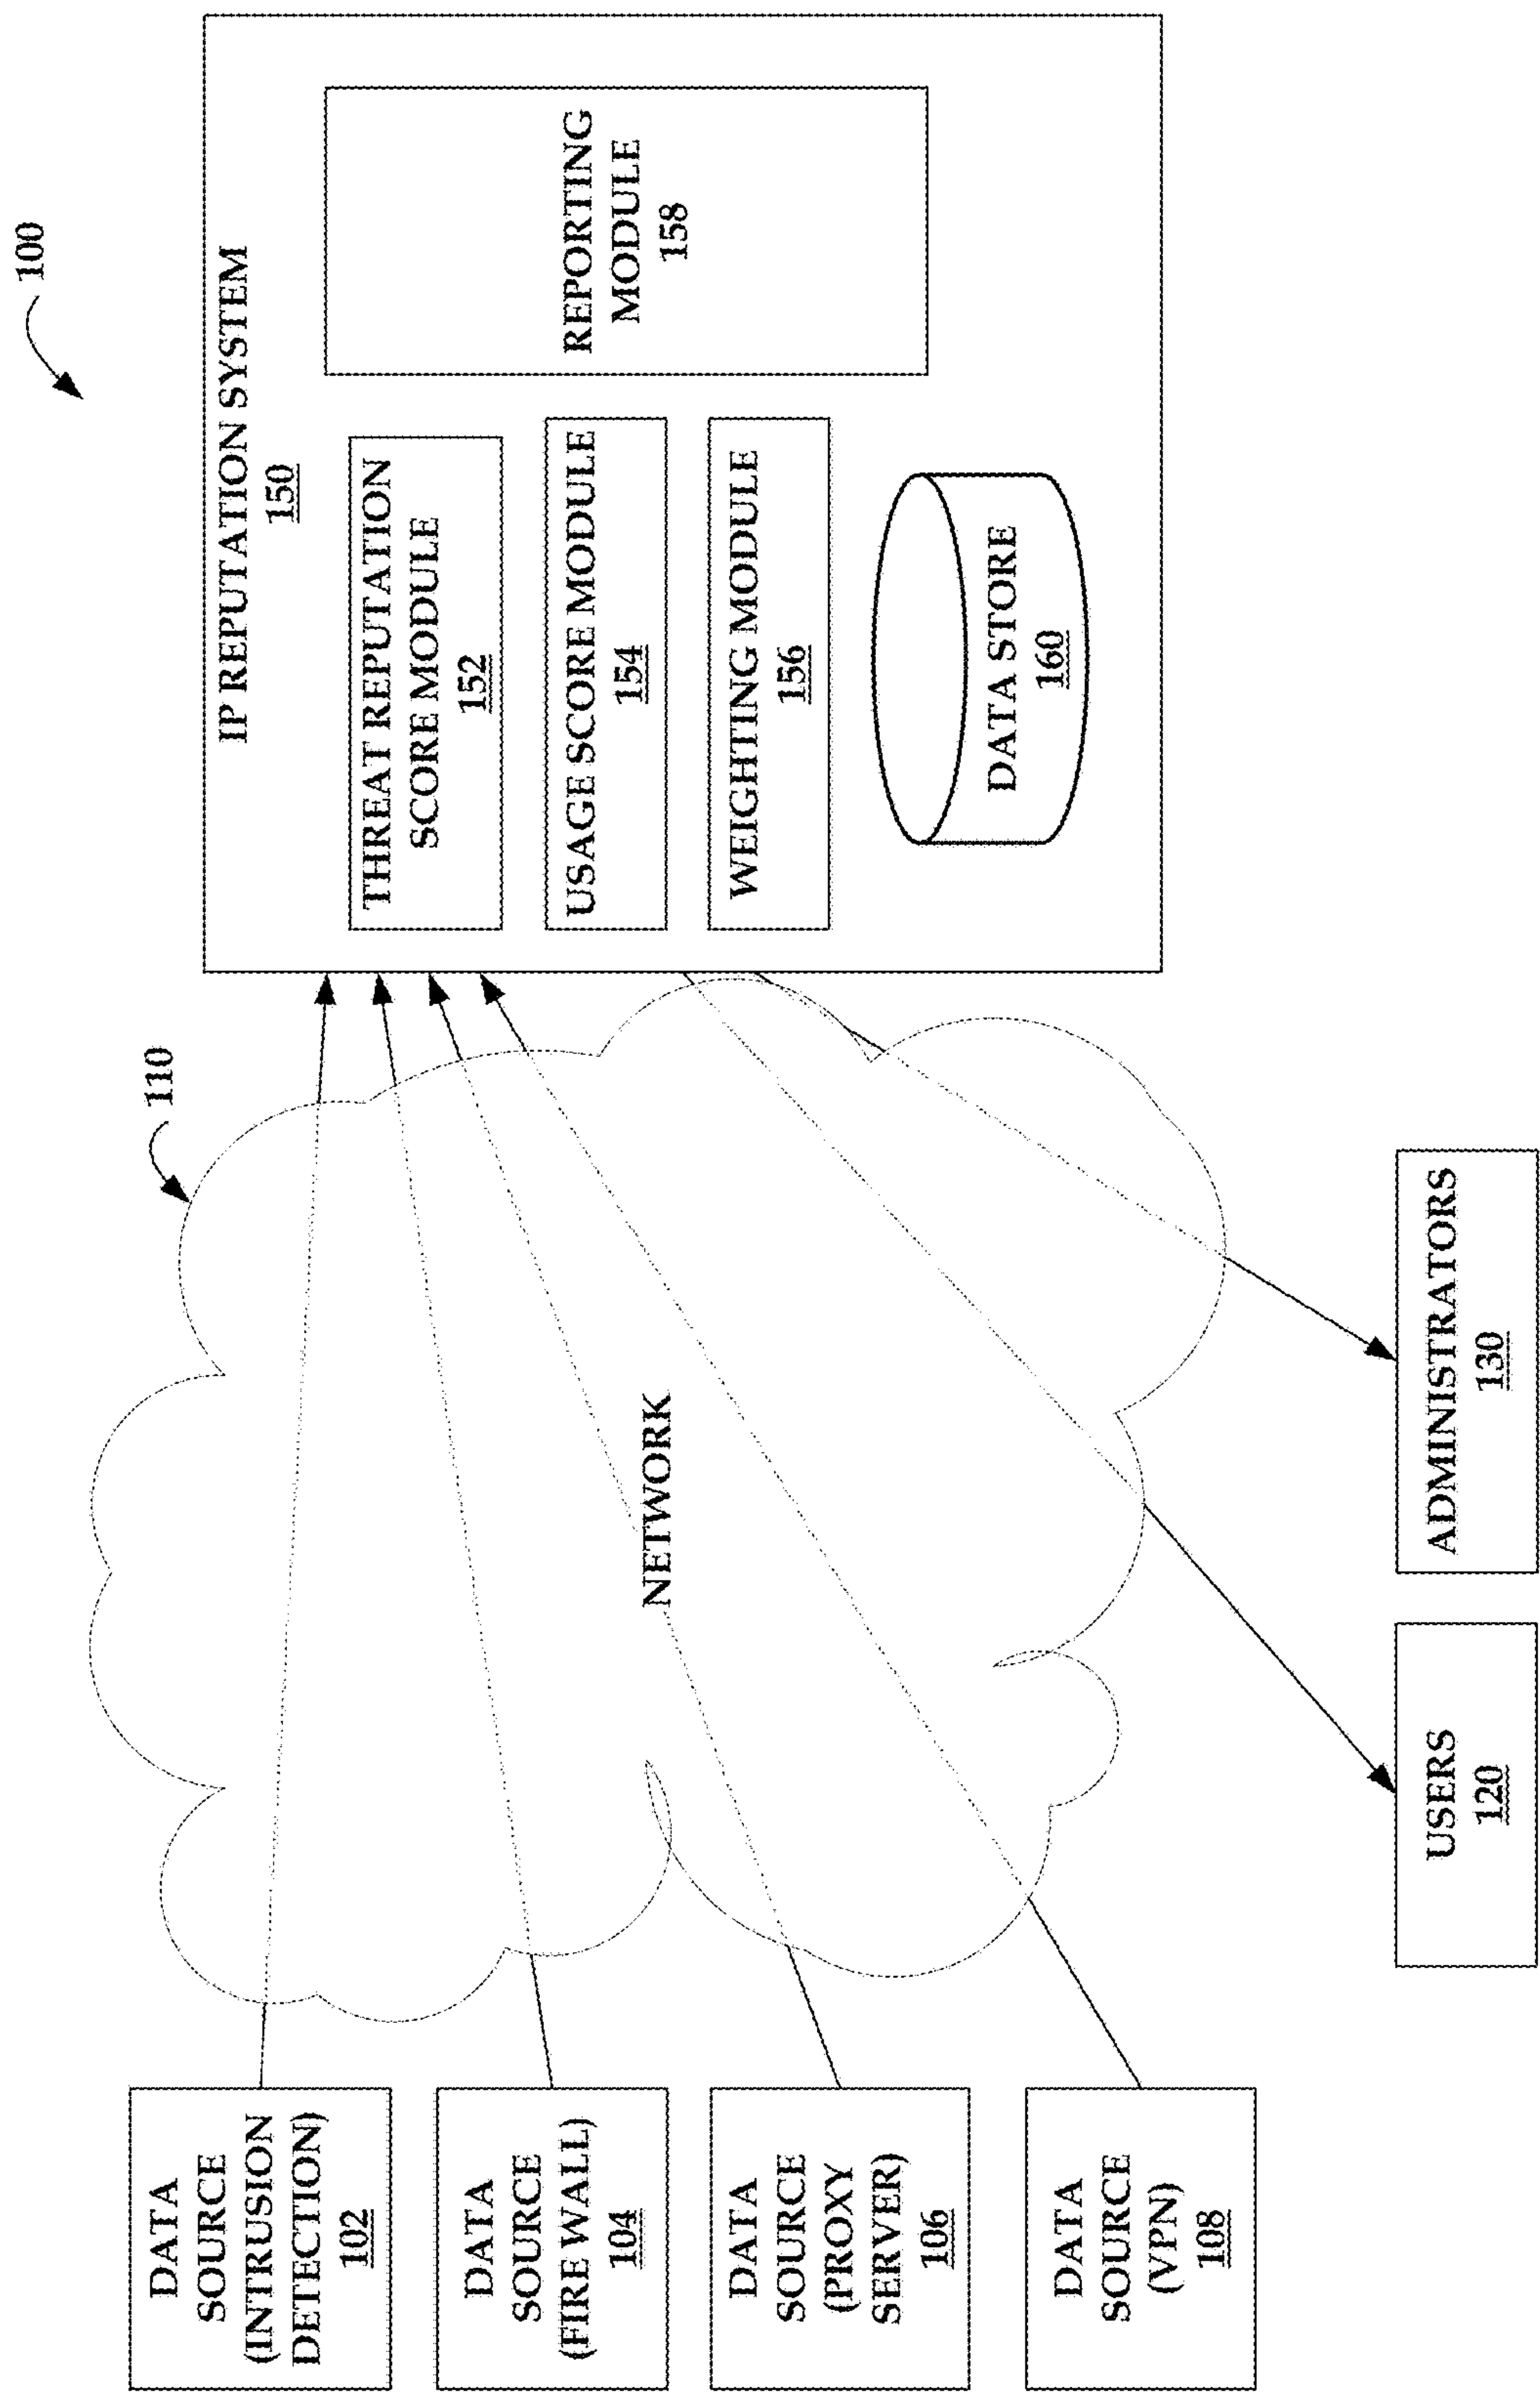 100
IP REPUTATION SYSTEM
150
THREAT REPUTATION
SCORE MODULE
152
USAGE SCORE MODULE
154
WEIGHTING MODULE
156
DATA STORE
160
REPORTING
MODULE
158
110
NETWORK
DATA
SOURCE
(INTRUSION
DETECTION)
102
DATA
SOURCE
(FIRE WALL)
104
DATA
SOURCE
(PROXY
SERVER)
106
DATA
SOURCE
(VPN)
108
USERS
120
ADMINISTRATORS
130